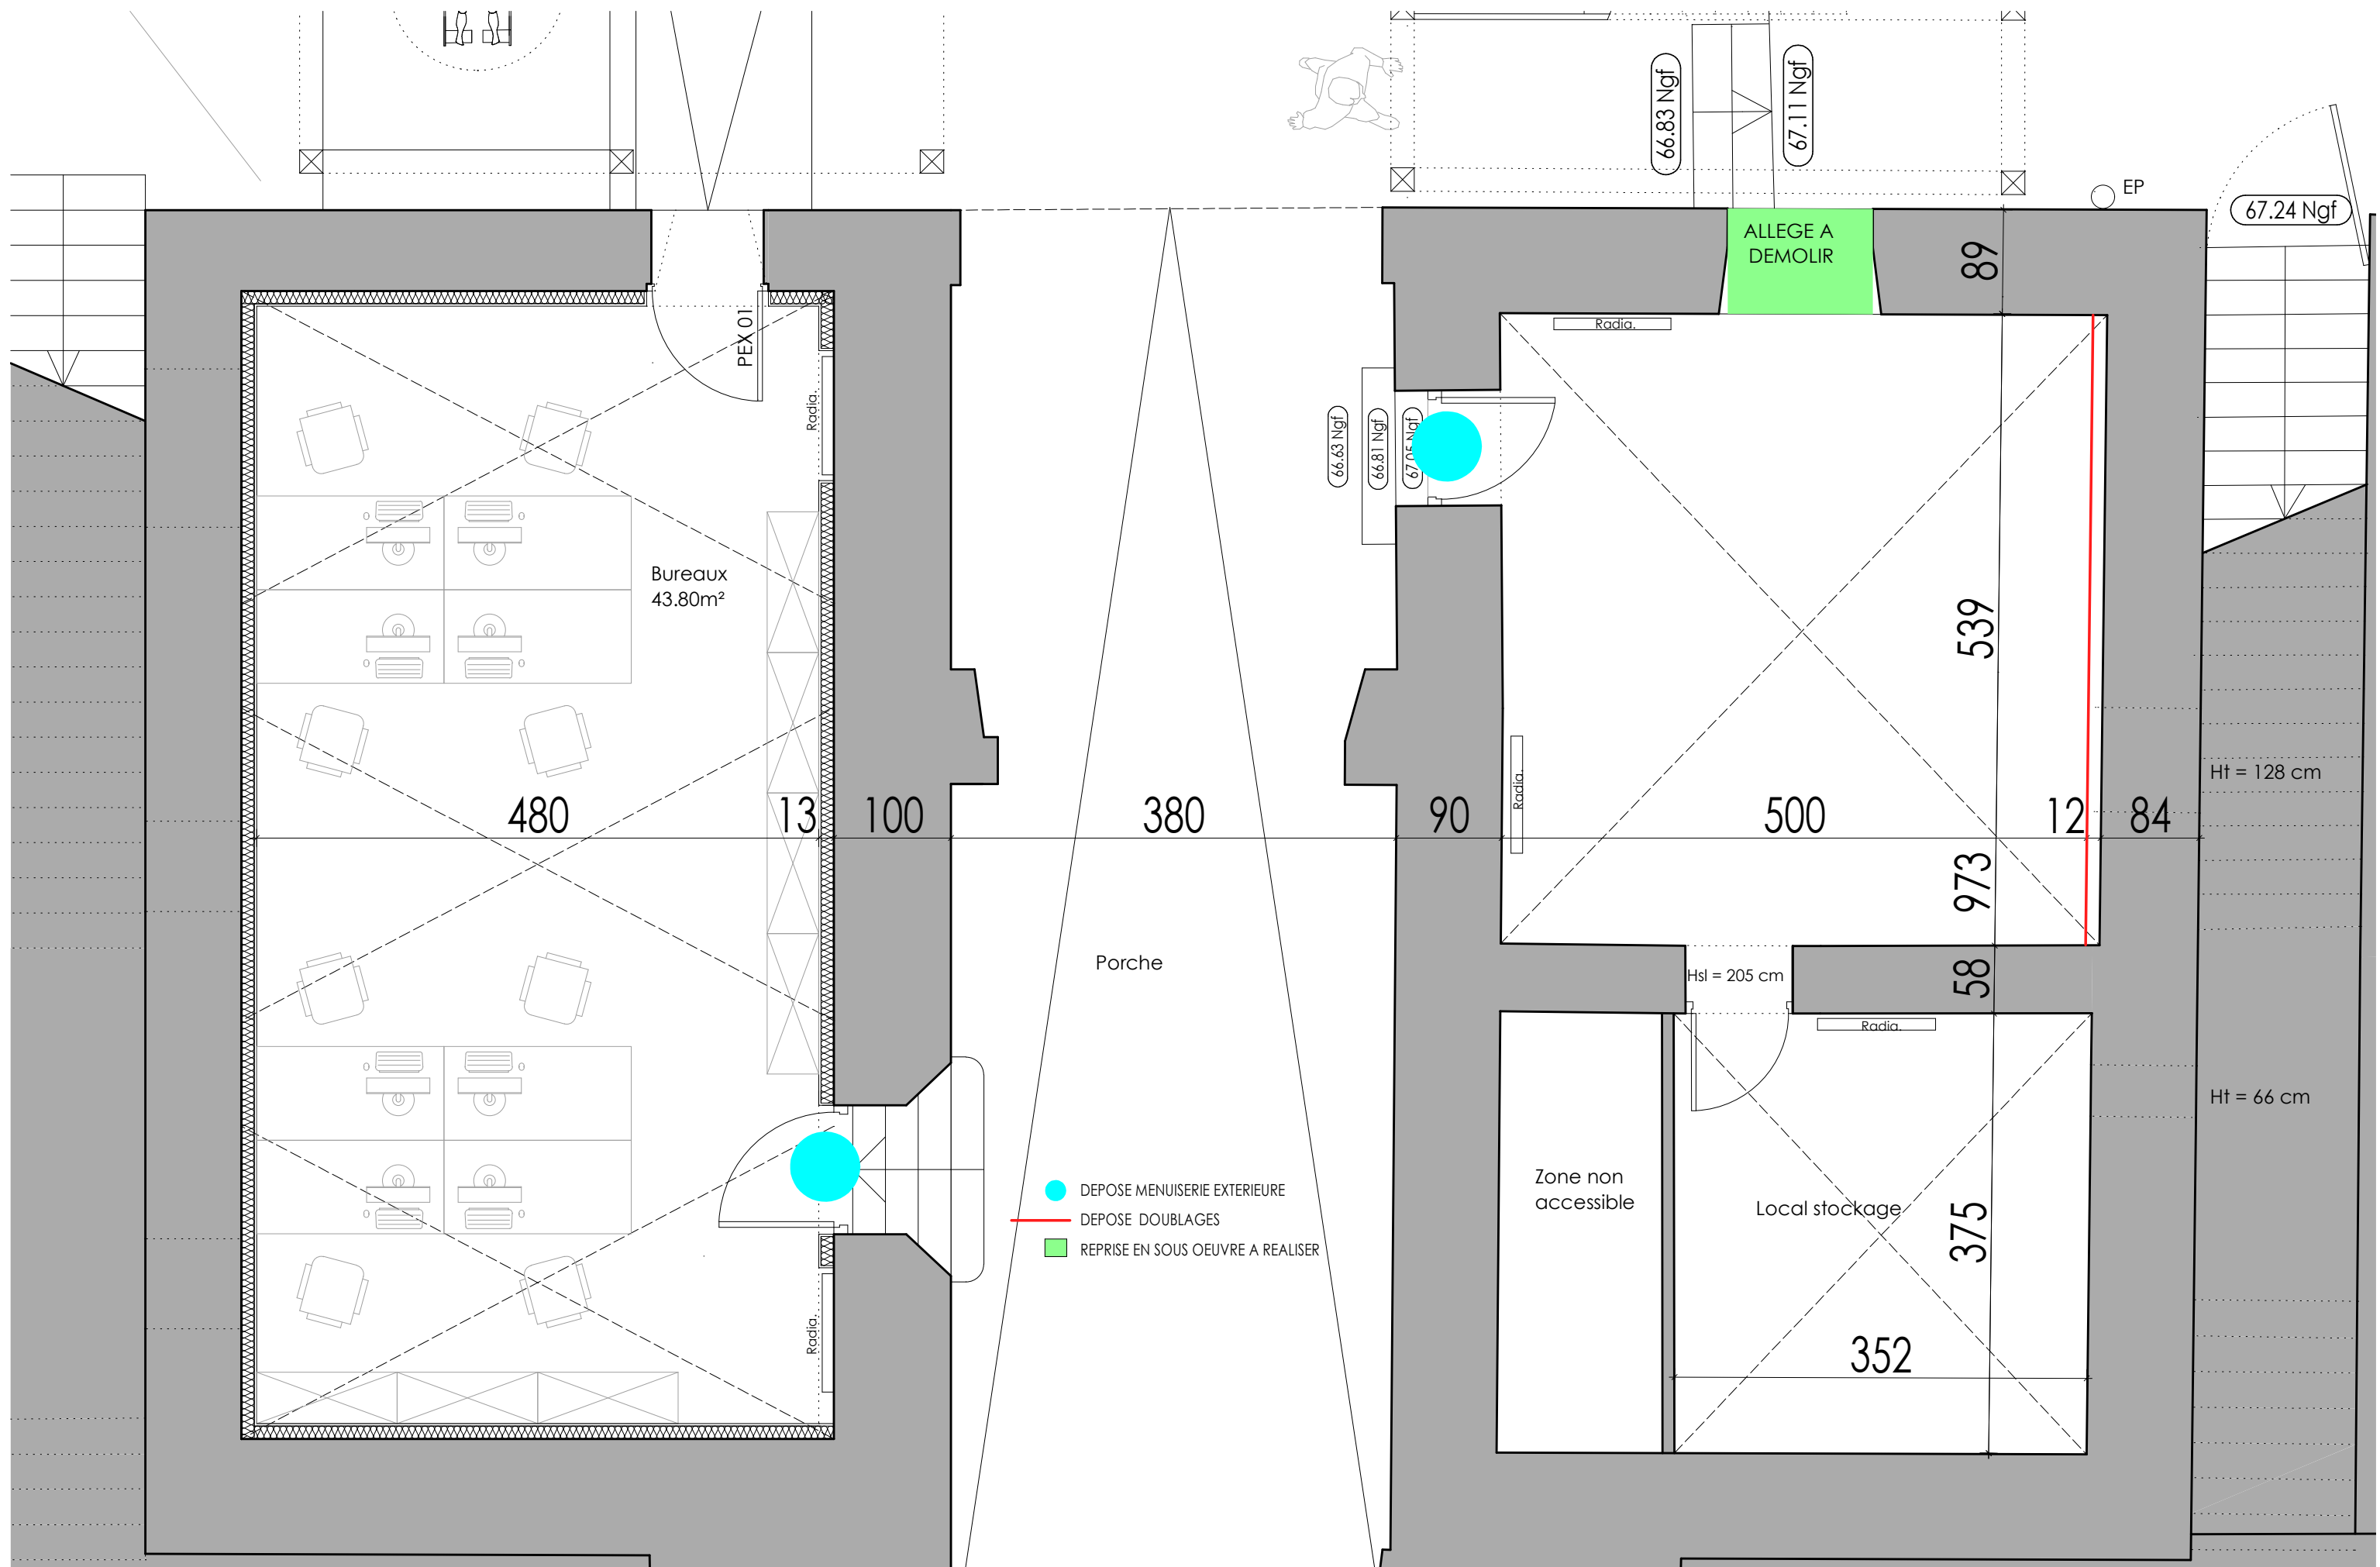 66.83 Ngf
67.11 Ngf
EP
67.24 Ngf
ALLEGE A
DEMOLIR
89
Radia.
PEX 01
Radia.
66.63 Ngf
66.81 Ngf
67.05 Ngf
Bureaux
43.80m²
539
Ht = 128 cm
Radia.
480
13
100
380
90
500
12
84
973
Porche
Hsl = 205 cm
58
Radia.
Ht = 66 cm
Zone non
accessible
Local stockage
375
DEPOSE MENUISERIE EXTERIEURE
DEPOSE DOUBLAGES
REPRISE EN SOUS OEUVRE A REALISER
Radia.
352